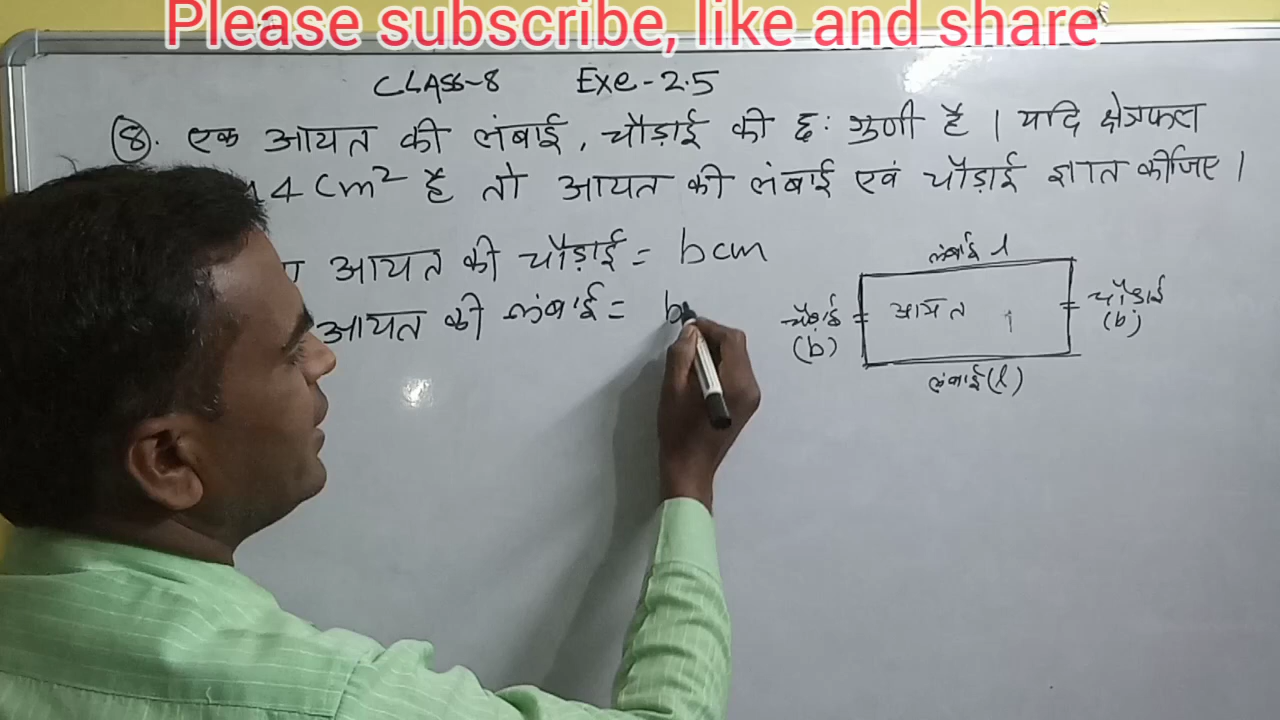 Please subscribe, like and share
CLASS-8 Exe-2.5
(8). एक आयत की लंबाई, चौड़ाई की छः गुणी है । यदि क्षेत्रफल
4 cm² है तो आयत की लंबाई एवं चौड़ाई ज्ञात कीजिए ।
आयत की चौड़ाई = b cm
आयत की लंबाई =
लंबाई l
चौड़ाई
(b)
आयत
चौड़ाई
(b)
लंबाई (l)